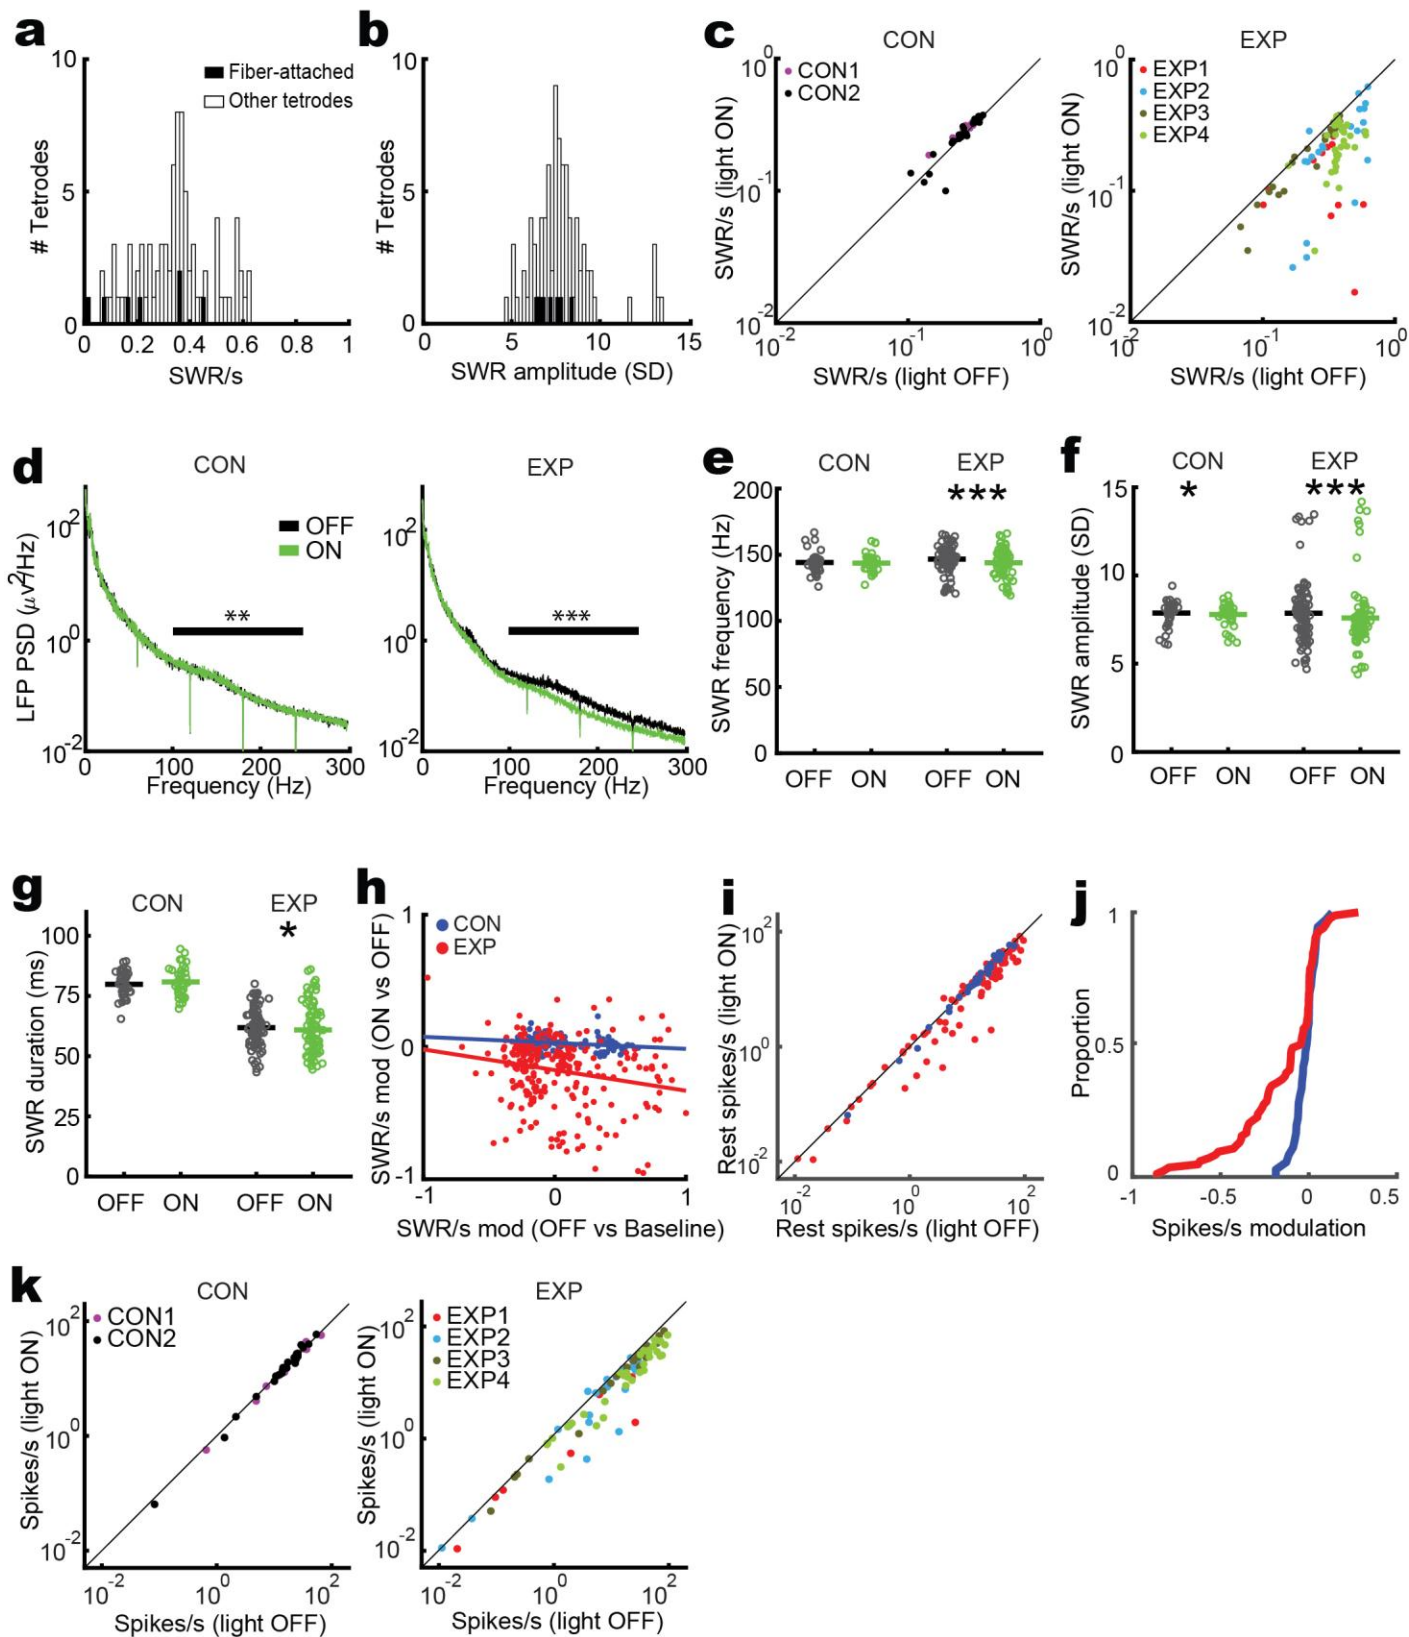 a
10
5
0
# Tetrodes
Fiber-attached
Other tetrodes
0 0.2 0.4 0.6 0.8 1
SWR/s
b
10
5
0
# Tetrodes
5 10 15
SWR amplitude (SD)
c
CON
CON1
CON2
10^0
10^-1
10^-2
SWR/s (light ON)
10^-2 10^-1 10^0
SWR/s (light OFF)
EXP
EXP1
EXP2
EXP3
EXP4
10^0
10^-1
10^-2
SWR/s (light ON)
10^-2 10^-1 10^0
SWR/s (light OFF)
d
CON
OFF
ON
**
10^2
10^0
10^-2
LFP PSD (μv^2/Hz)
0 100 200 300
Frequency (Hz)
EXP
***
10^2
10^0
10^-2
0 100 200 300
Frequency (Hz)
e
CON EXP
***
200
150
100
50
0
SWR frequency (Hz)
OFF ON OFF ON
f
CON EXP
* ***
15
10
5
0
SWR amplitude (SD)
OFF ON OFF ON
g
CON EXP
*
100
75
50
25
0
SWR duration (ms)
OFF ON OFF ON
h
CON
EXP
1
0
-1
SWR/s mod (ON vs OFF)
-1 0 1
SWR/s mod (OFF vs Baseline)
i
10^2
10^0
10^-2
Rest spikes/s (light ON)
10^-2 10^0 10^2
Rest spikes/s (light OFF)
j
1
0.5
0
Proportion
-1 -0.5 0 0.5
Spikes/s modulation
k
CON
CON1
CON2
10^2
10^0
10^-2
Spikes/s (light ON)
10^-2 10^0 10^2
Spikes/s (light OFF)
EXP
EXP1
EXP2
EXP3
EXP4
10^2
10^0
10^-2
Spikes/s (light ON)
10^-2 10^0 10^2
Spikes/s (light OFF)